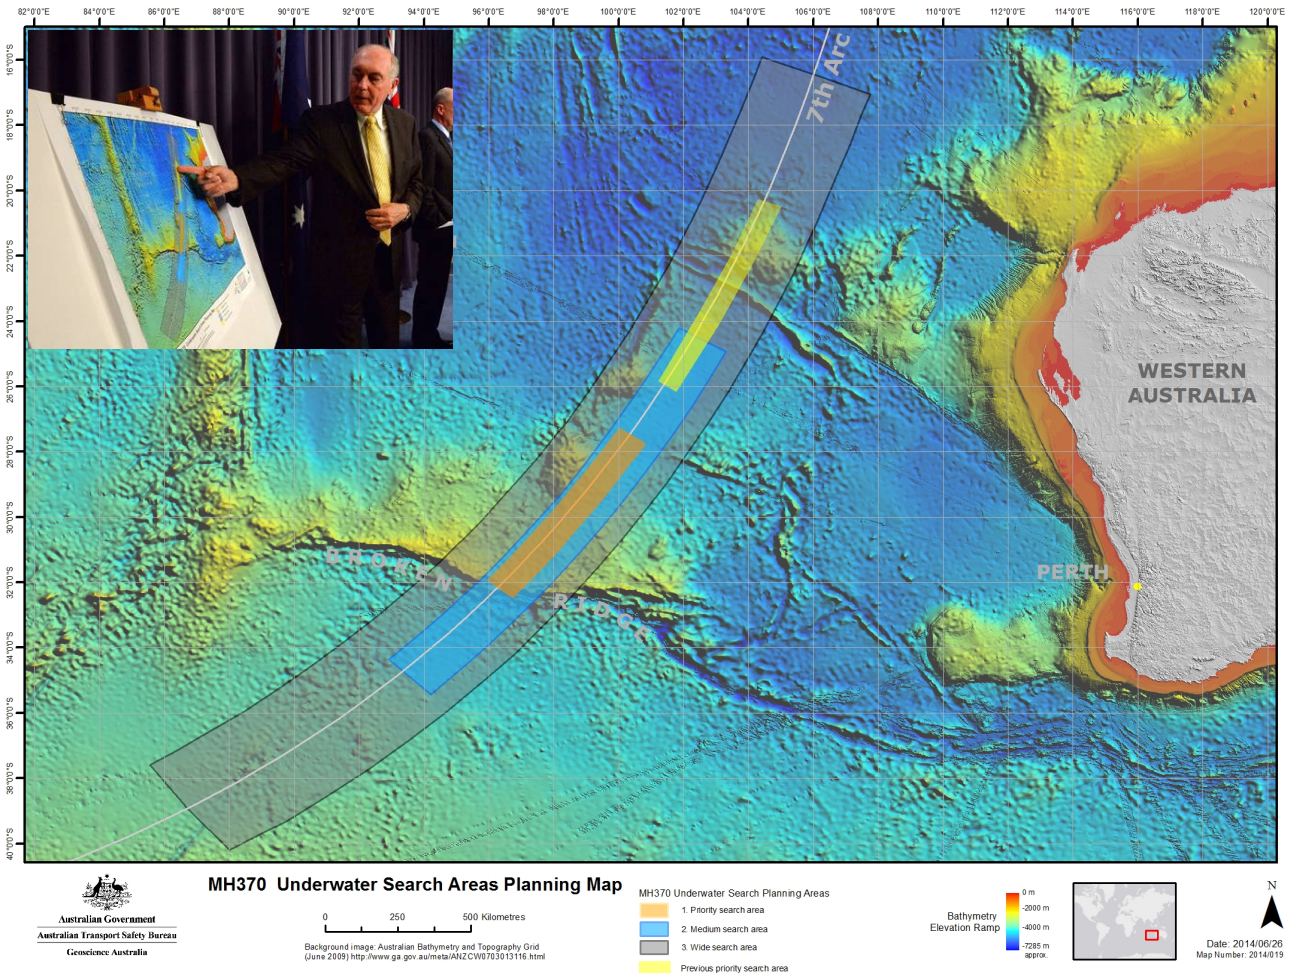 82°0'0"E 84°0'0"E 86°0'0"E 88°0'0"E 90°0'0"E 92°0'0"E 94°0'0"E 96°0'0"E 98°0'0"E 100°0'0"E 102°0'0"E 104°0'0"E 106°0'0"E 108°0'0"E 110°0'0"E 112°0'0"E 114°0'0"E 116°0'0"E 118°0'0"E 120°0'0"E
16°0'0"S
18°0'0"S
20°0'0"S
22°0'0"S
24°0'0"S
26°0'0"S
28°0'0"S
30°0'0"S
32°0'0"S
34°0'0"S
36°0'0"S
38°0'0"S
40°0'0"S
7th Arc
WESTERN
AUSTRALIA
BROKEN
RIDGE
PERTH
Australian Government
Australian Transport Safety Bureau
Geoscience Australia
MH370 Underwater Search Areas Planning Map
0 250 500 Kilometres
Background image: Australian Bathymetry and Topography Grid
(June 2009) http://www.ga.gov.au/meta/ANZCW0703013116.html
MH370 Underwater Search Planning Areas
1. Priority search area
2. Medium search area
3. Wide search area
Previous priority search area
Bathymetry
Elevation Ramp
0 m
-2000 m
-4000 m
-7285 m
approx.
N
Date: 2014/06/26
Map Number: 2014/019